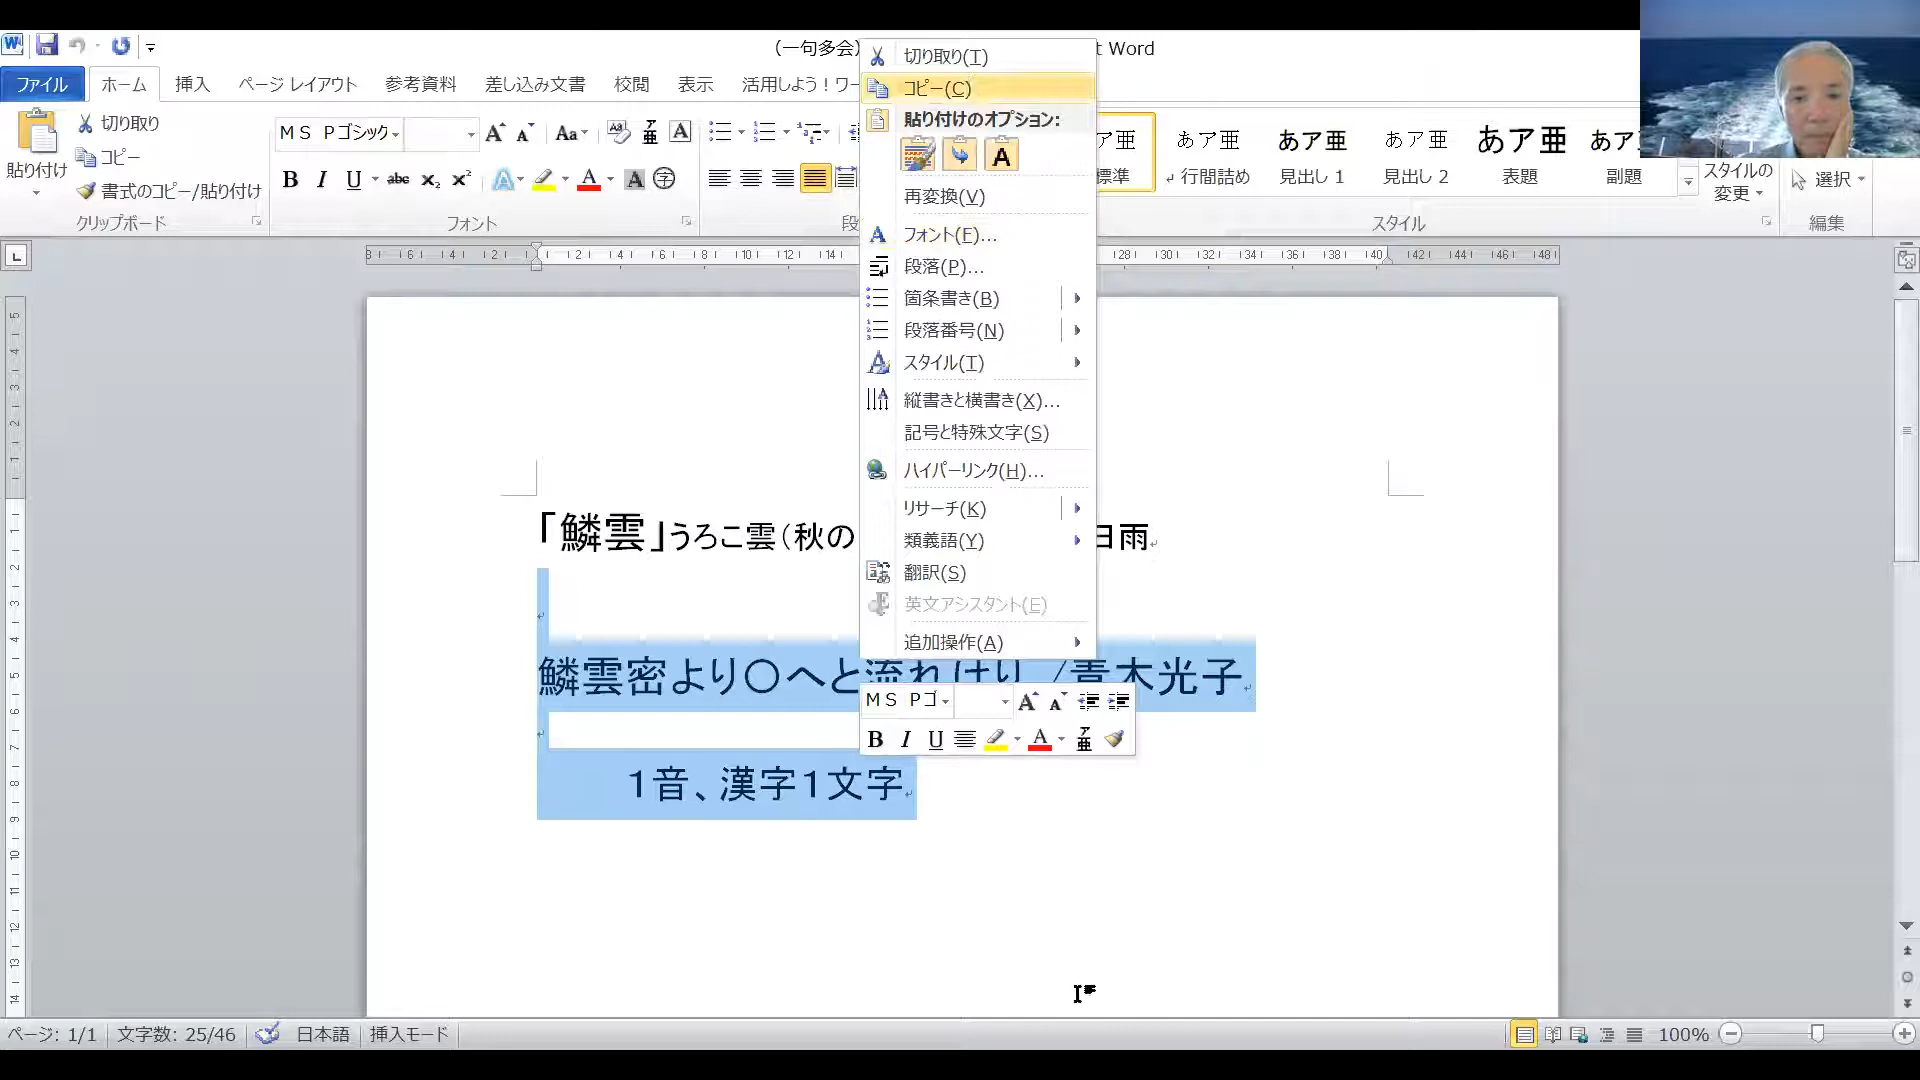 (一句多会)
t Word
ファイル ホーム 挿入 ページ レイアウト 参考資料 差し込み文書 校閲 表示 活用しよう!ワー
貼り付け
切り取り
コピー
書式のコピー/貼り付け
クリップボード
MS Pゴシック
フォント
段
ア亜 標準
あア亜 行間詰め
あア亜 見出し 1
あア亜 見出し 2
あア亜 表題
あア 副題
スタイルの変更
スタイル
選択
編集
切り取り(T)
コピー(C)
貼り付けのオプション:
再変換(V)
フォント(F)...
段落(P)...
箇条書き(B)
段落番号(N)
スタイル(T)
縦書きと横書き(X)...
記号と特殊文字(S)
ハイパーリンク(H)...
リサーチ(K)
類義語(Y)
翻訳(S)
英文アシスタント(E)
追加操作(A)
「鱗雲」うろこ雲(秋の
日雨
鱗雲密より〇へと流れけり /青木光子
MS Pゴ
1音、漢字1文字
ページ: 1/1 文字数: 25/46 日本語 挿入モード 100%